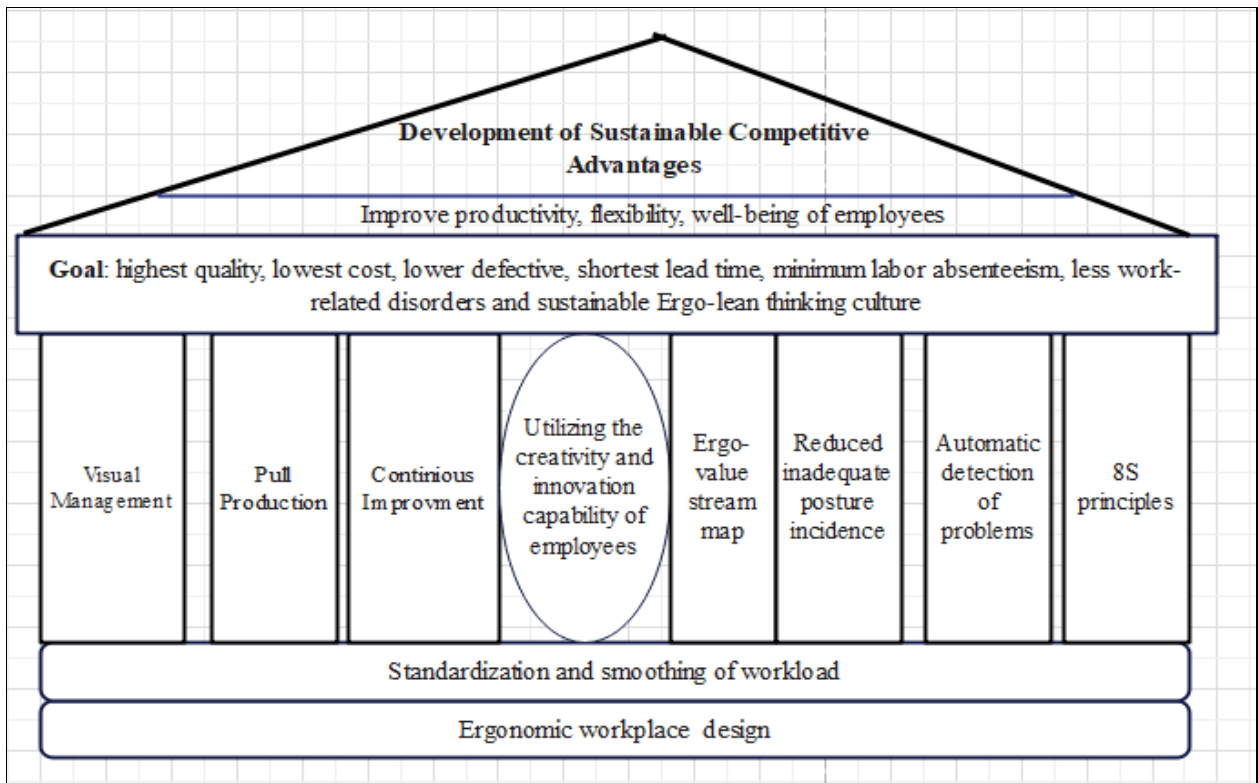 Development of Sustainable Competitive
Advantages
Improve productivity, flexibility, well-being of employees
Goal: highest quality, lowest cost, lower defective, shortest lead time, minimum labor absenteeism, less work-
related disorders and sustainable Ergo-lean thinking culture
Visual
Management
Pull
Production
Continious
Improvment
Utilizing the
creativity and
innovation
capability of
employees
Ergo-
value
stream
map
Reduced
inadequate
posture
incidence
Automatic
detection
of
problems
8S
principles
Standardization and smoothing of workload
Ergonomic workplace design